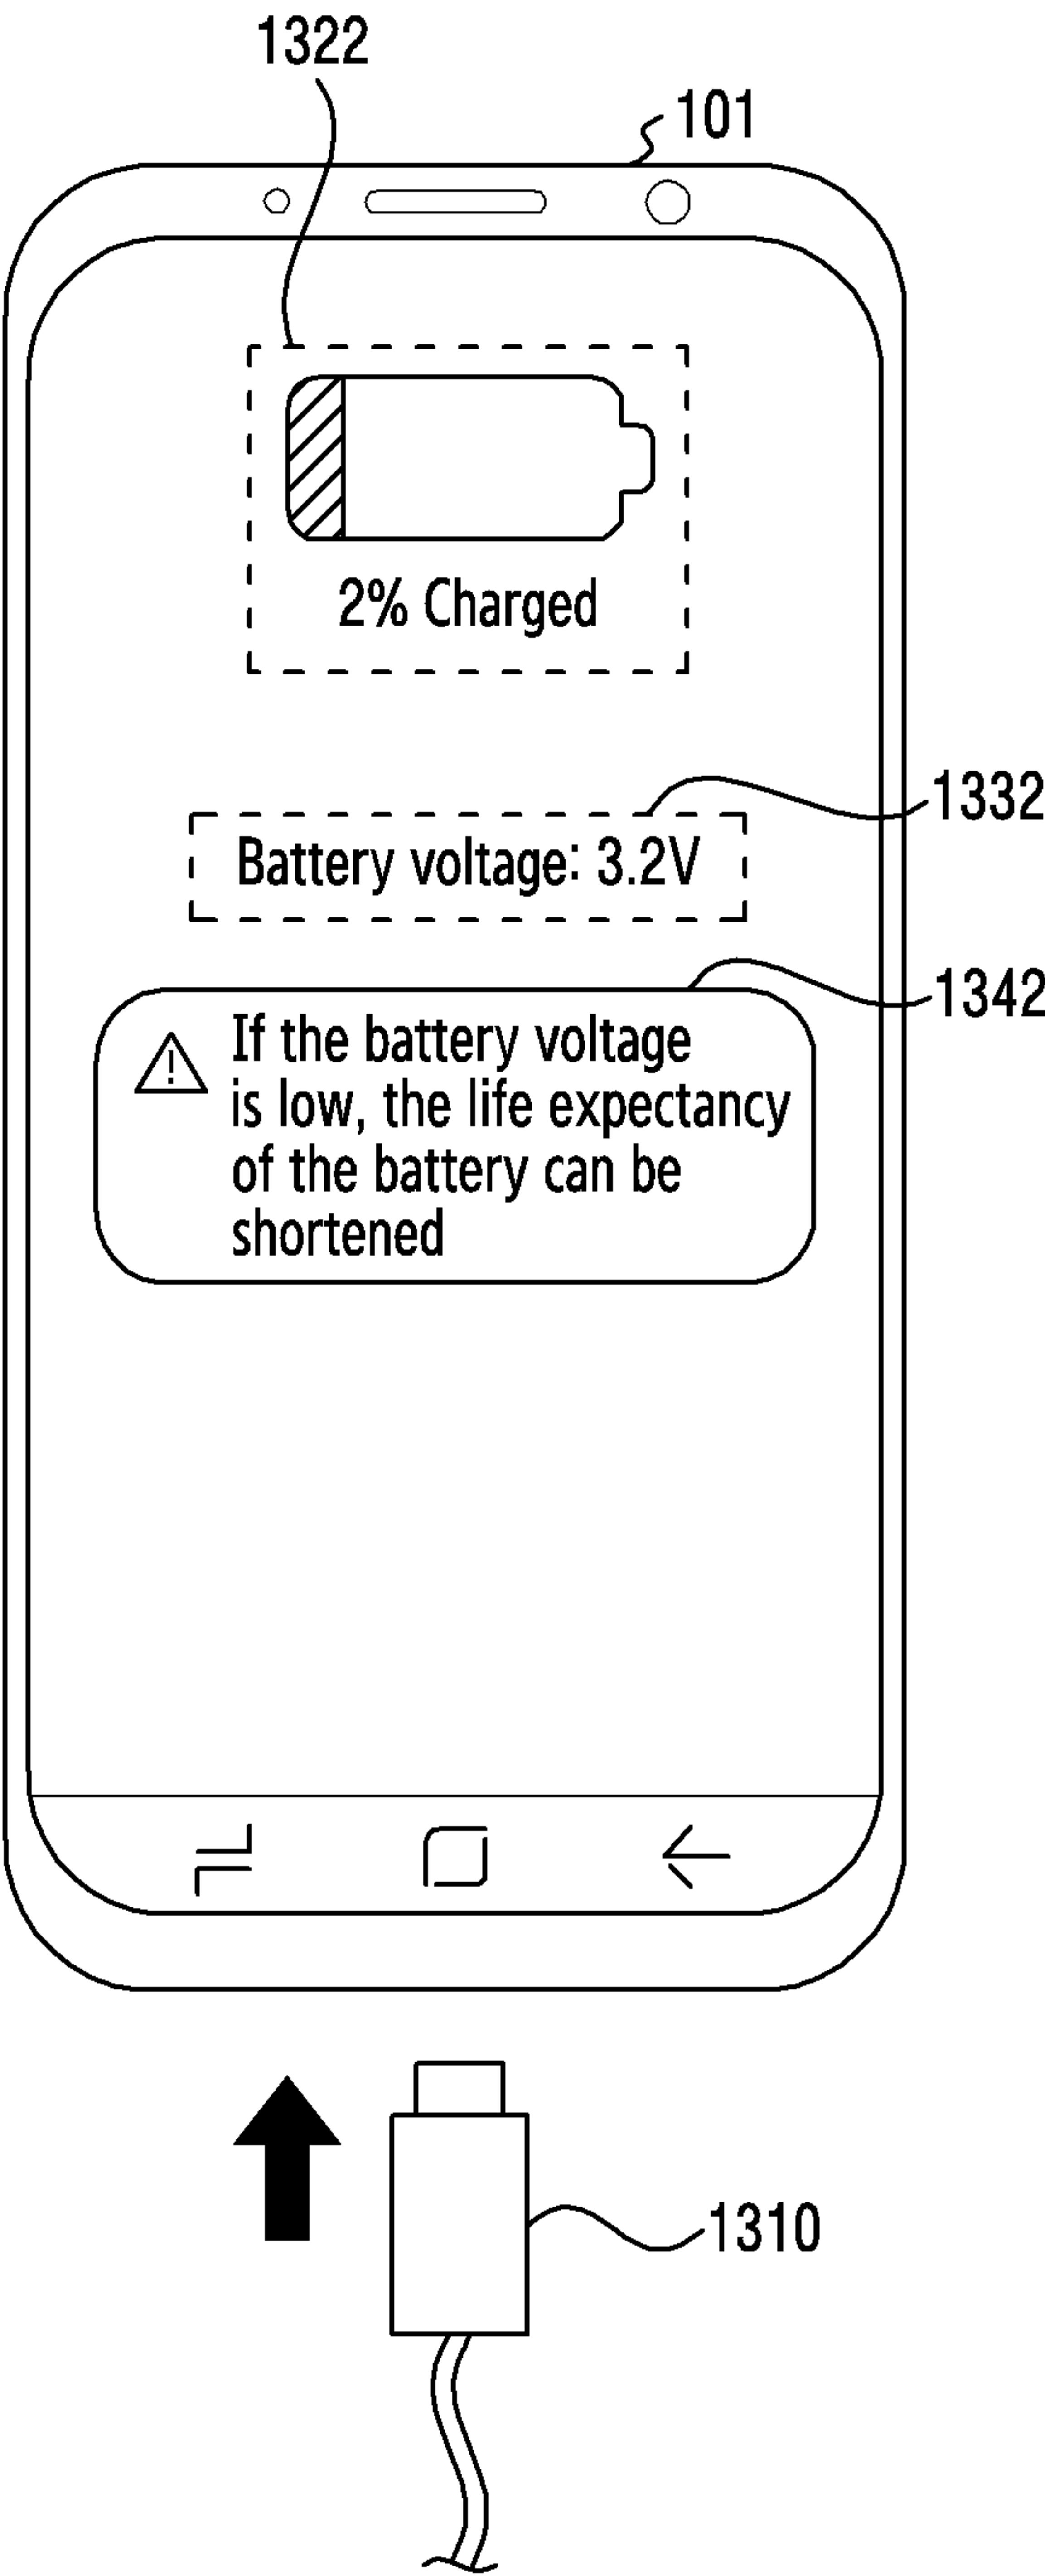 1322
101
2% Charged
1332
Battery voltage: 3.2V
1342
If the battery voltage
is low, the life expectancy
of the battery can be
shortened
1310